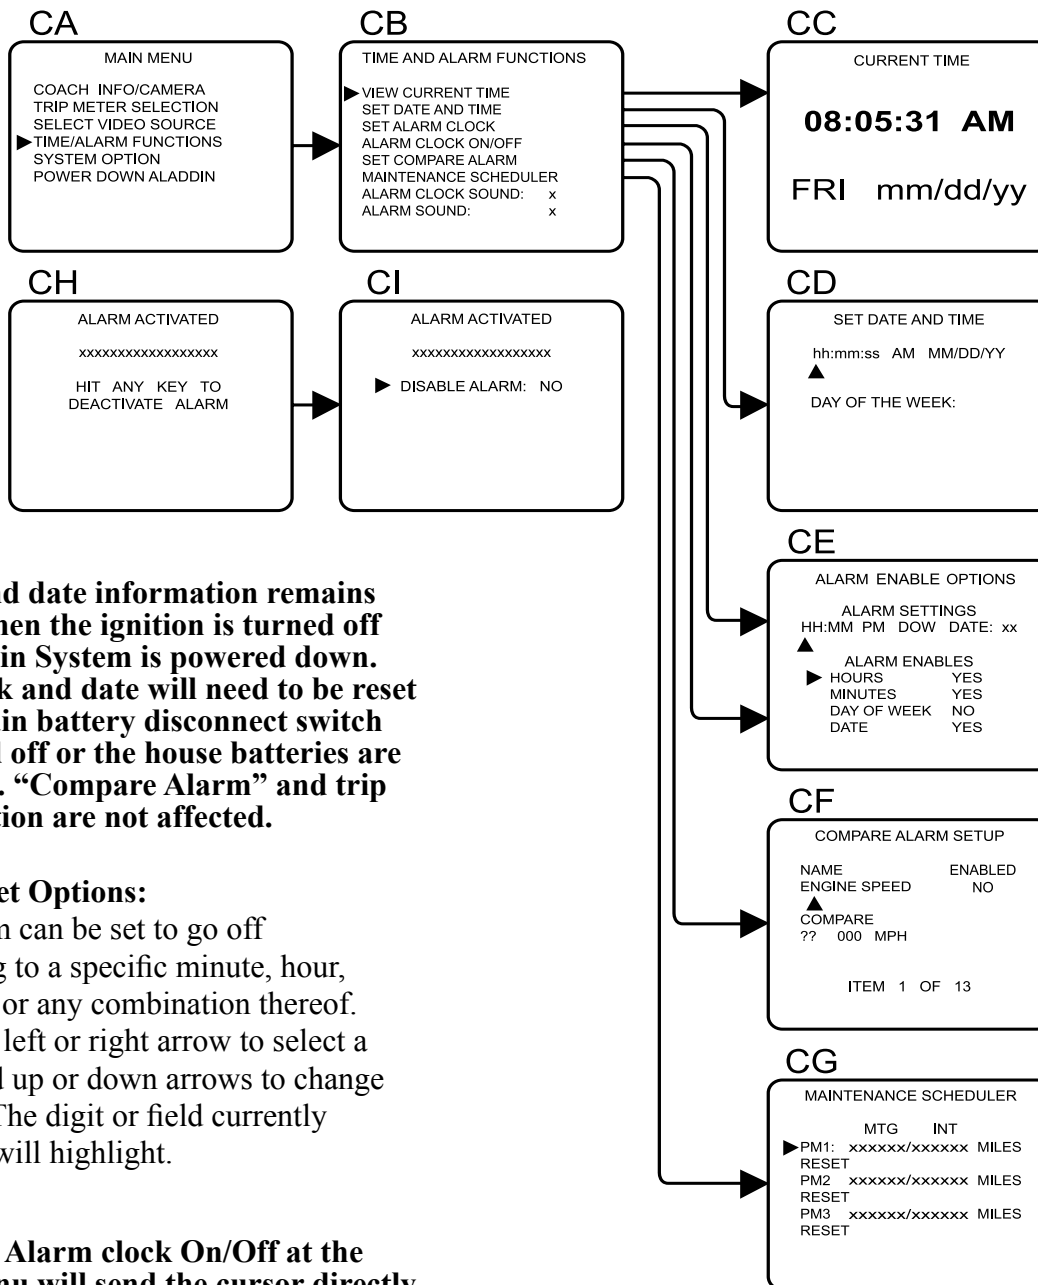 CA
MAIN MENU
COACH INFO/CAMERA
TRIP METER SELECTION
SELECT VIDEO SOURCE
TIME/ALARM FUNCTIONS
SYSTEM OPTION
POWER DOWN ALADDIN
CB
TIME AND ALARM FUNCTIONS
VIEW CURRENT TIME
SET DATE AND TIME
SET ALARM CLOCK
ALARM CLOCK ON/OFF
SET COMPARE ALARM
MAINTENANCE SCHEDULER
ALARM CLOCK SOUND: x
ALARM SOUND: x
CC
CURRENT TIME
08:05:31 AM
FRI mm/dd/yy
CH
ALARM ACTIVATED
xxxxxxxxxxxxxxxxxx
HIT ANY KEY TO
DEACTIVATE ALARM
CI
ALARM ACTIVATED
xxxxxxxxxxxxxxxxxx
DISABLE ALARM: NO
CD
SET DATE AND TIME
hh:mm:ss AM MM/DD/YY
DAY OF THE WEEK:
CE
ALARM ENABLE OPTIONS
ALARM SETTINGS
HH:MM PM DOW DATE: xx
ALARM ENABLES
HOURS YES
MINUTES YES
DAY OF WEEK NO
DATE YES
CF
COMPARE ALARM SETUP
NAME ENABLED
ENGINE SPEED NO
COMPARE
?? 000 MPH
ITEM 1 OF 13
CG
MAINTENANCE SCHEDULER
MTG INT
PM1: xxxxxx/xxxxxx MILES
RESET
PM2 xxxxxx/xxxxxx MILES
RESET
PM3 xxxxxx/xxxxxx MILES
RESET
nd date information remains
hen the ignition is turned off
in System is powered down.
k and date will need to be reset
in battery disconnect switch
l off or the house batteries are
. “Compare Alarm” and trip
tion are not affected.
et Options:
n can be set to go off
g to a specific minute, hour,
or any combination thereof.
left or right arrow to select a
d up or down arrows to change
The digit or field currently
will highlight.
Alarm clock On/Off at the
nu will send the cursor directly